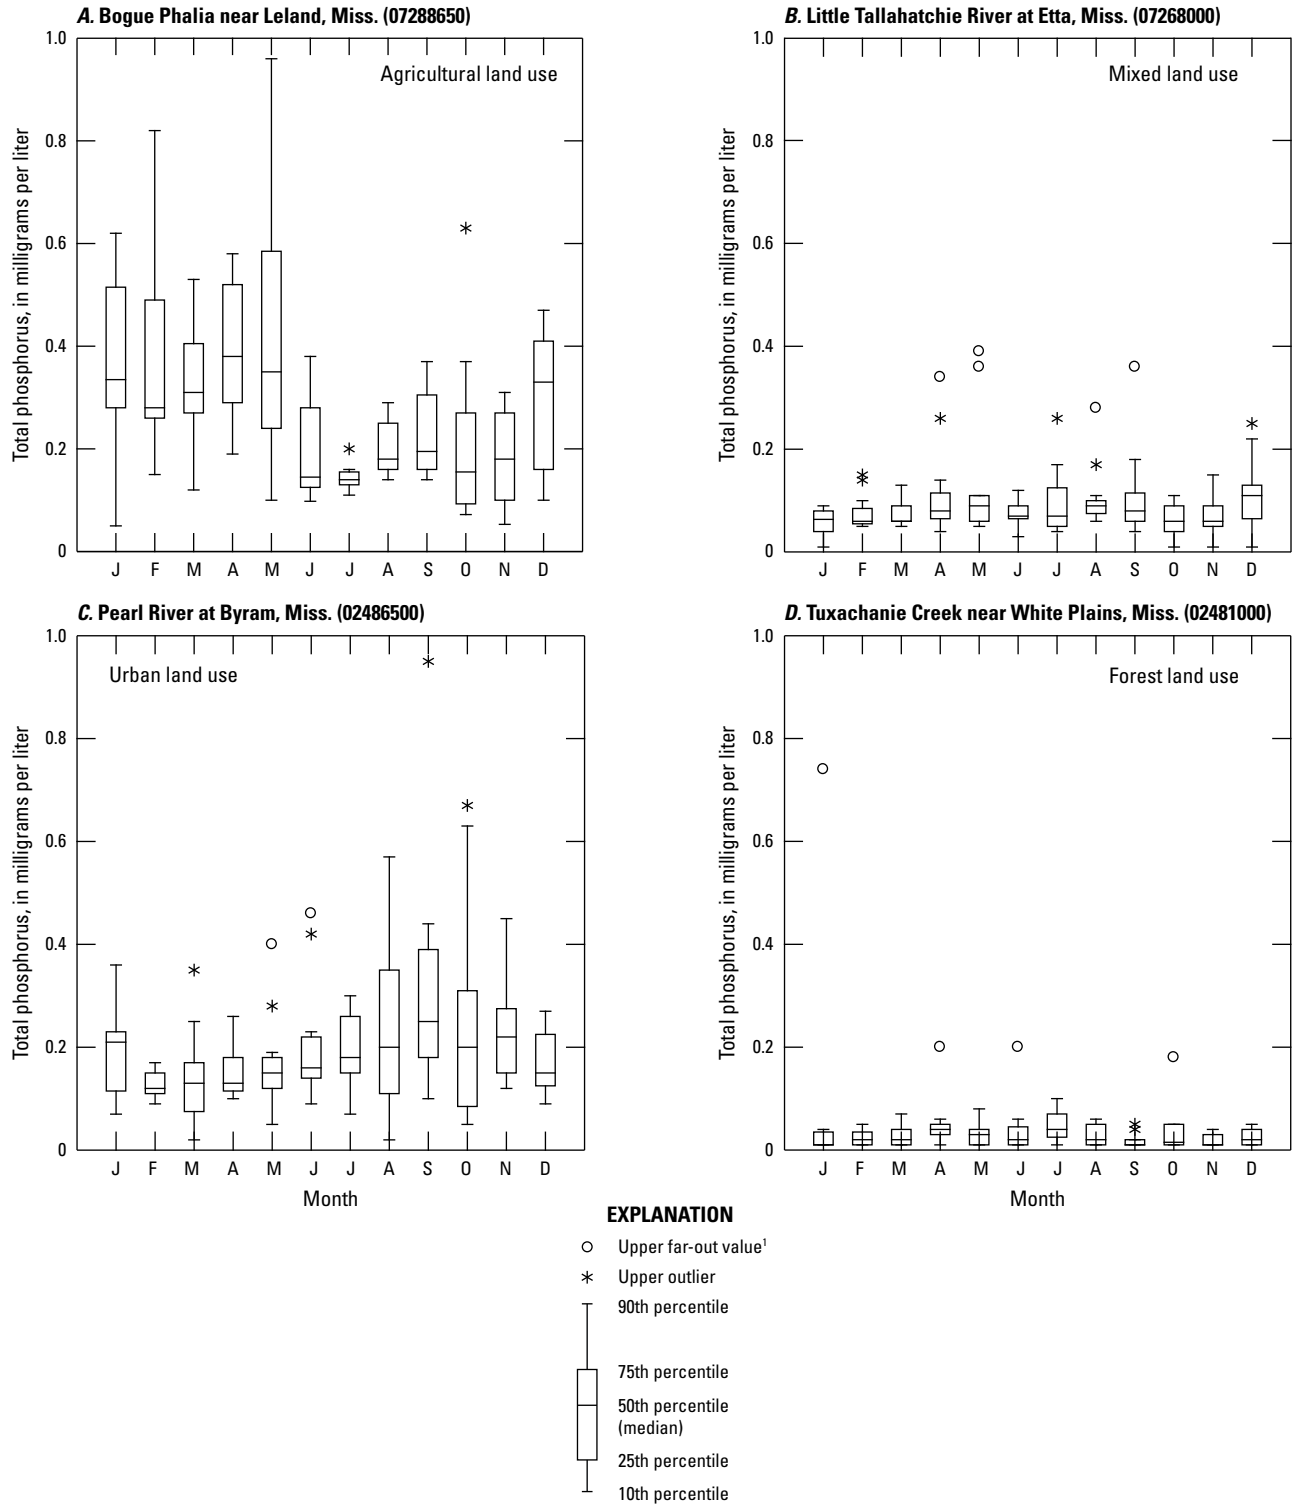 A. Bogue Phalia near Leland, Miss. (07288650)
Agricultural land use
Total phosphorus, in milligrams per liter
1.0
0.8
0.6
0.4
0.2
0
J F M A M J J A S O N D
B. Little Tallahatchie River at Etta, Miss. (07268000)
Mixed land use
Total phosphorus, in milligrams per liter
1.0
0.8
0.6
0.4
0.2
0
J F M A M J J A S O N D
C. Pearl River at Byram, Miss. (02486500)
Urban land use
Total phosphorus, in milligrams per liter
1.0
0.8
0.6
0.4
0.2
0
J F M A M J J A S O N D
Month
D. Tuxachanie Creek near White Plains, Miss. (02481000)
Forest land use
Total phosphorus, in milligrams per liter
1.0
0.8
0.6
0.4
0.2
0
J F M A M J J A S O N D
Month
EXPLANATION
Upper far-out value¹
Upper outlier
90th percentile
75th percentile
50th percentile
(median)
25th percentile
10th percentile